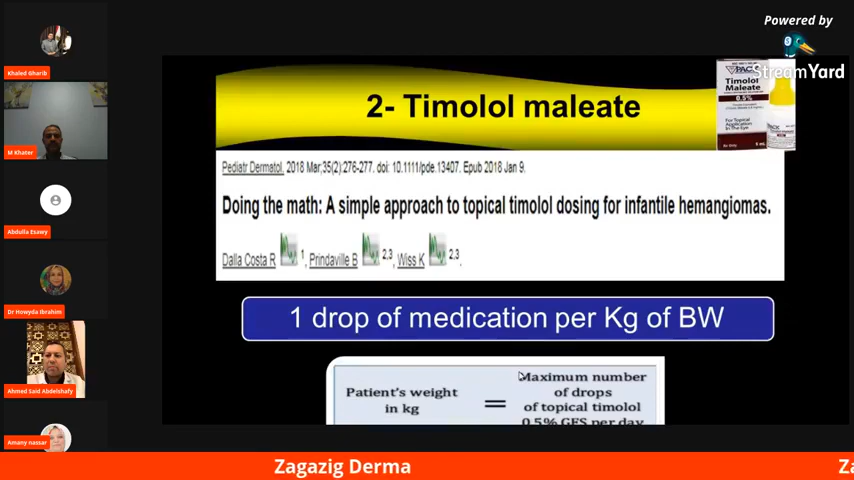 Powered by
StreamYard
Khaled Gharib
M Khater
Abdulla Esawy
Dr Howyda Ibrahim
Ahmed Said Abdelshafy
Amany nassar
2- Timolol maleate
PACK
Timolol
Maleate
0.5%
For Topical
Application
In The Eye
Pediatr Dermatol. 2018 Mar;35(2):276-277. doi: 10.1111/pde.13407. Epub 2018 Jan 9.
Doing the math: A simple approach to topical timolol dosing for infantile hemangiomas.
Dalla Costa R 1, Prindaville B 2,3, Wiss K 2,3.
1 drop of medication per Kg of BW
Patient's weight
in kg
=
Maximum number
of drops
of topical timolol
0.5% GFS per day
Zagazig Derma
Za